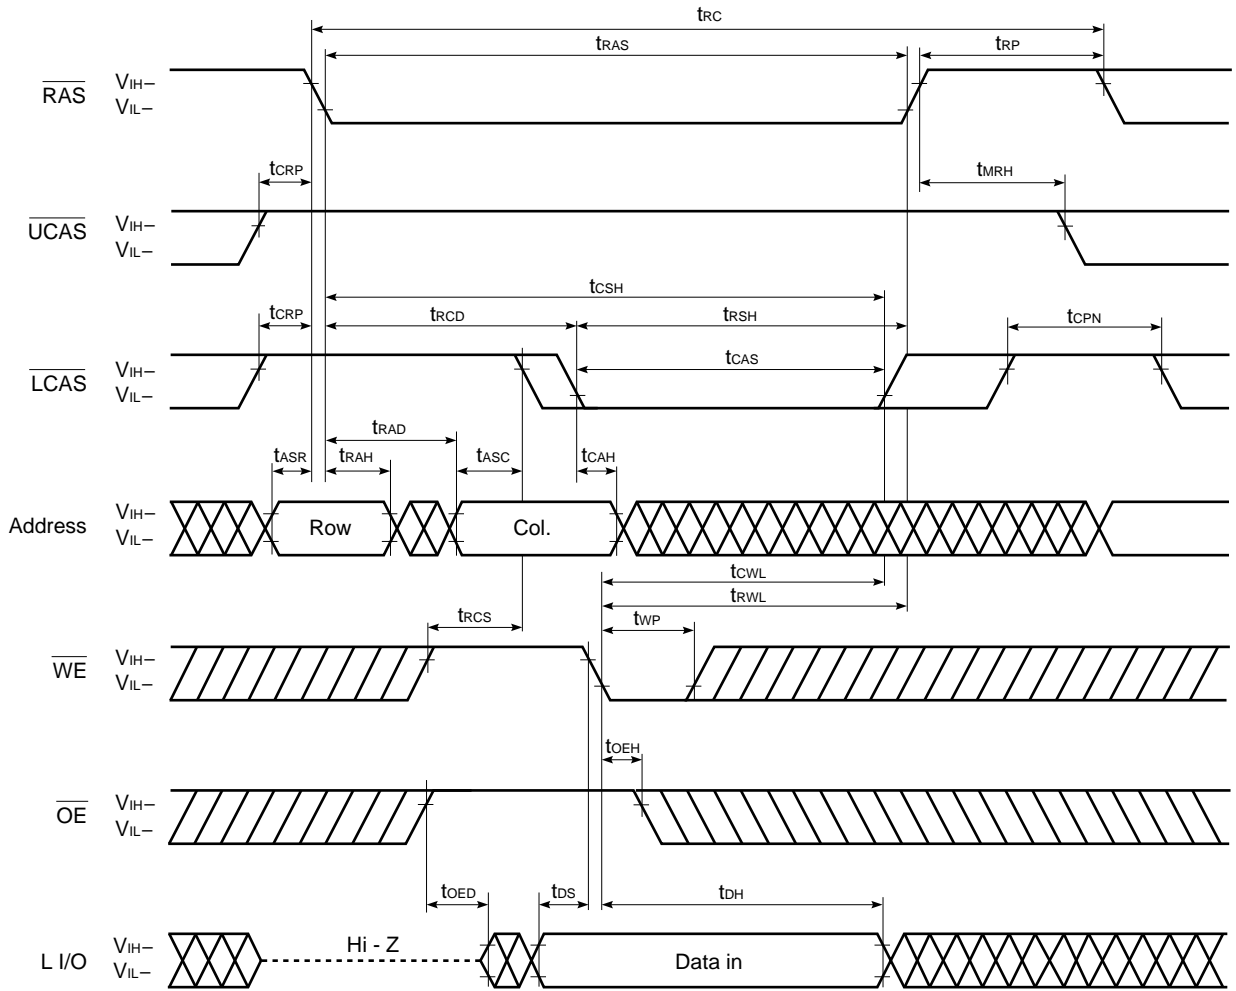 tRC
tRAS
tRP
RAS
VIH–
VIL–
tCRP
tMRH
UCAS
VIH–
VIL–
tCSH
tCRP
tRCD
tRSH
tCPN
tCAS
LCAS
VIH–
VIL–
tRAD
tASR
tRAH
tASC
tCAH
Address
VIH–
VIL–
Row
Col.
tCWL
tRWL
tRCS
tWP
WE
VIH–
VIL–
tOEH
OE
VIH–
VIL–
tOED
tDS
tDH
L I/O
VIH–
VIL–
Hi - Z
Data in